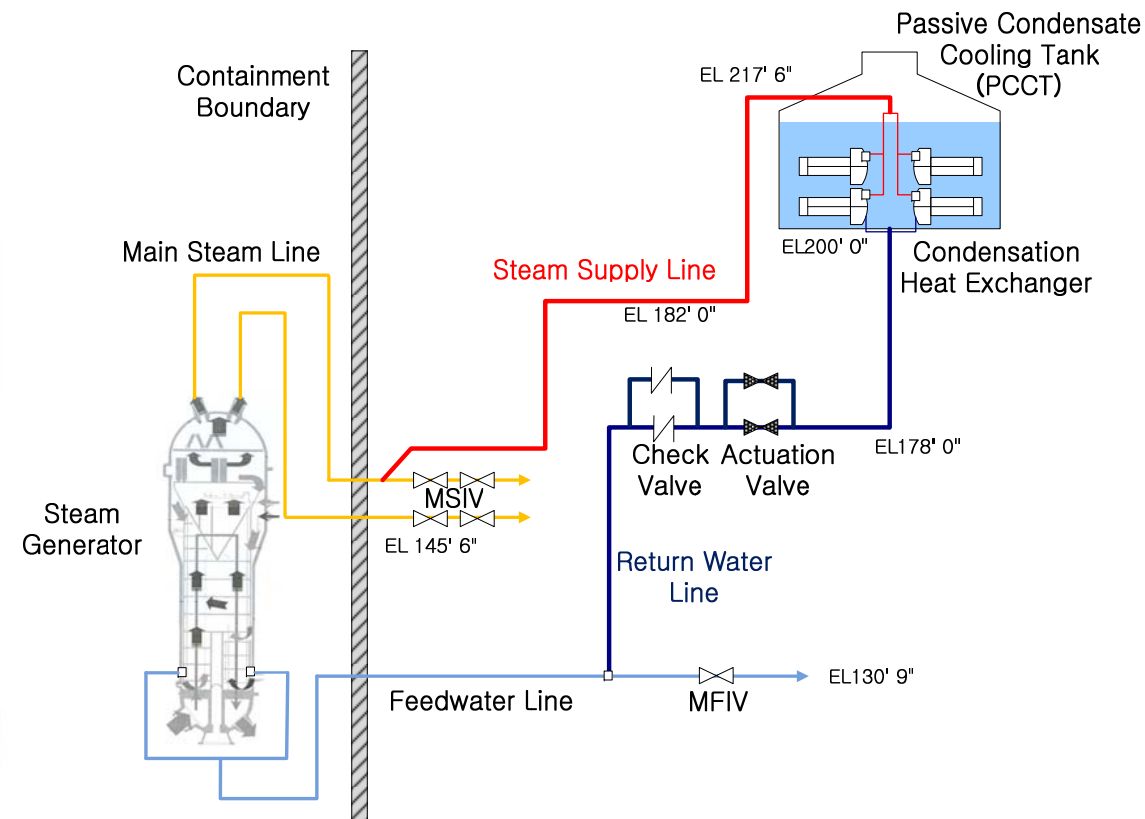 Passive Condensate
Cooling Tank
(PCCT)
EL 217' 6"
Containment
Boundary
Main Steam Line
Steam Supply Line
EL200' 0"
Condensation
Heat Exchanger
EL 182' 0"
Check
Valve
Actuation
Valve
EL178' 0"
MSIV
Steam
Generator
EL 145' 6"
Return Water
Line
Feedwater Line
MFIV
EL130' 9"